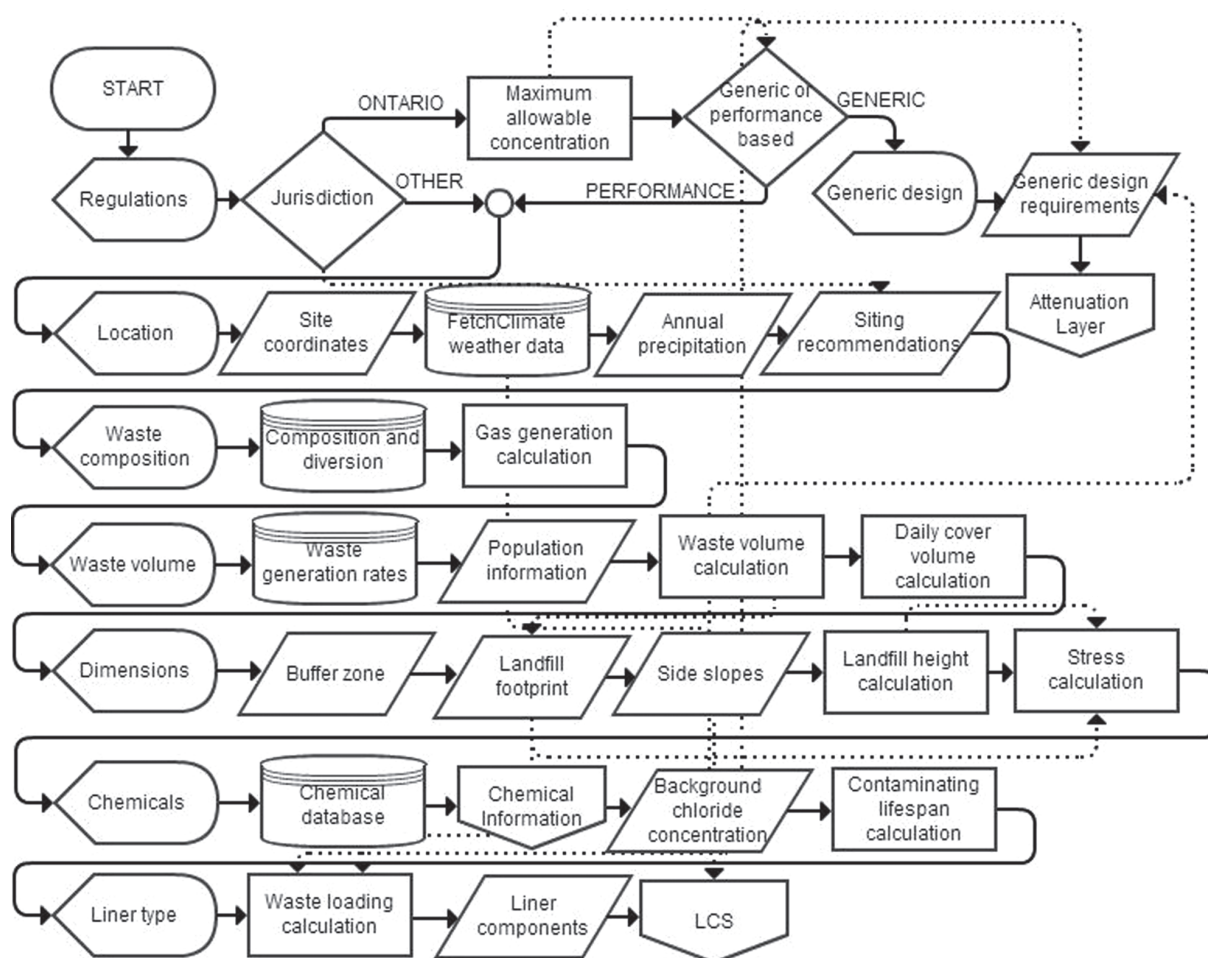 START
ONTARIO
Maximum
allowable
concentration
Generic or
performance
based
GENERIC
Regulations
Jurisdiction
OTHER
PERFORMANCE
Generic design
Generic design
requirements
Location
Site
coordinates
FetchClimate
weather data
Annual
precipitation
Siting
recommendations
Attenuation
Layer
Waste
composition
Composition and
diversion
Gas generation
calculation
Waste volume
Waste
generation rates
Population
information
Waste volume
calculation
Daily cover
volume
calculation
Dimensions
Buffer zone
Landfill
footprint
Side slopes
Landfill height
calculation
Stress
calculation
Chemicals
Chemical
database
Chemical
Information
Background
chloride
concentration
Contaminating
lifespan
calculation
Liner type
Waste loading
calculation
Liner
components
LCS